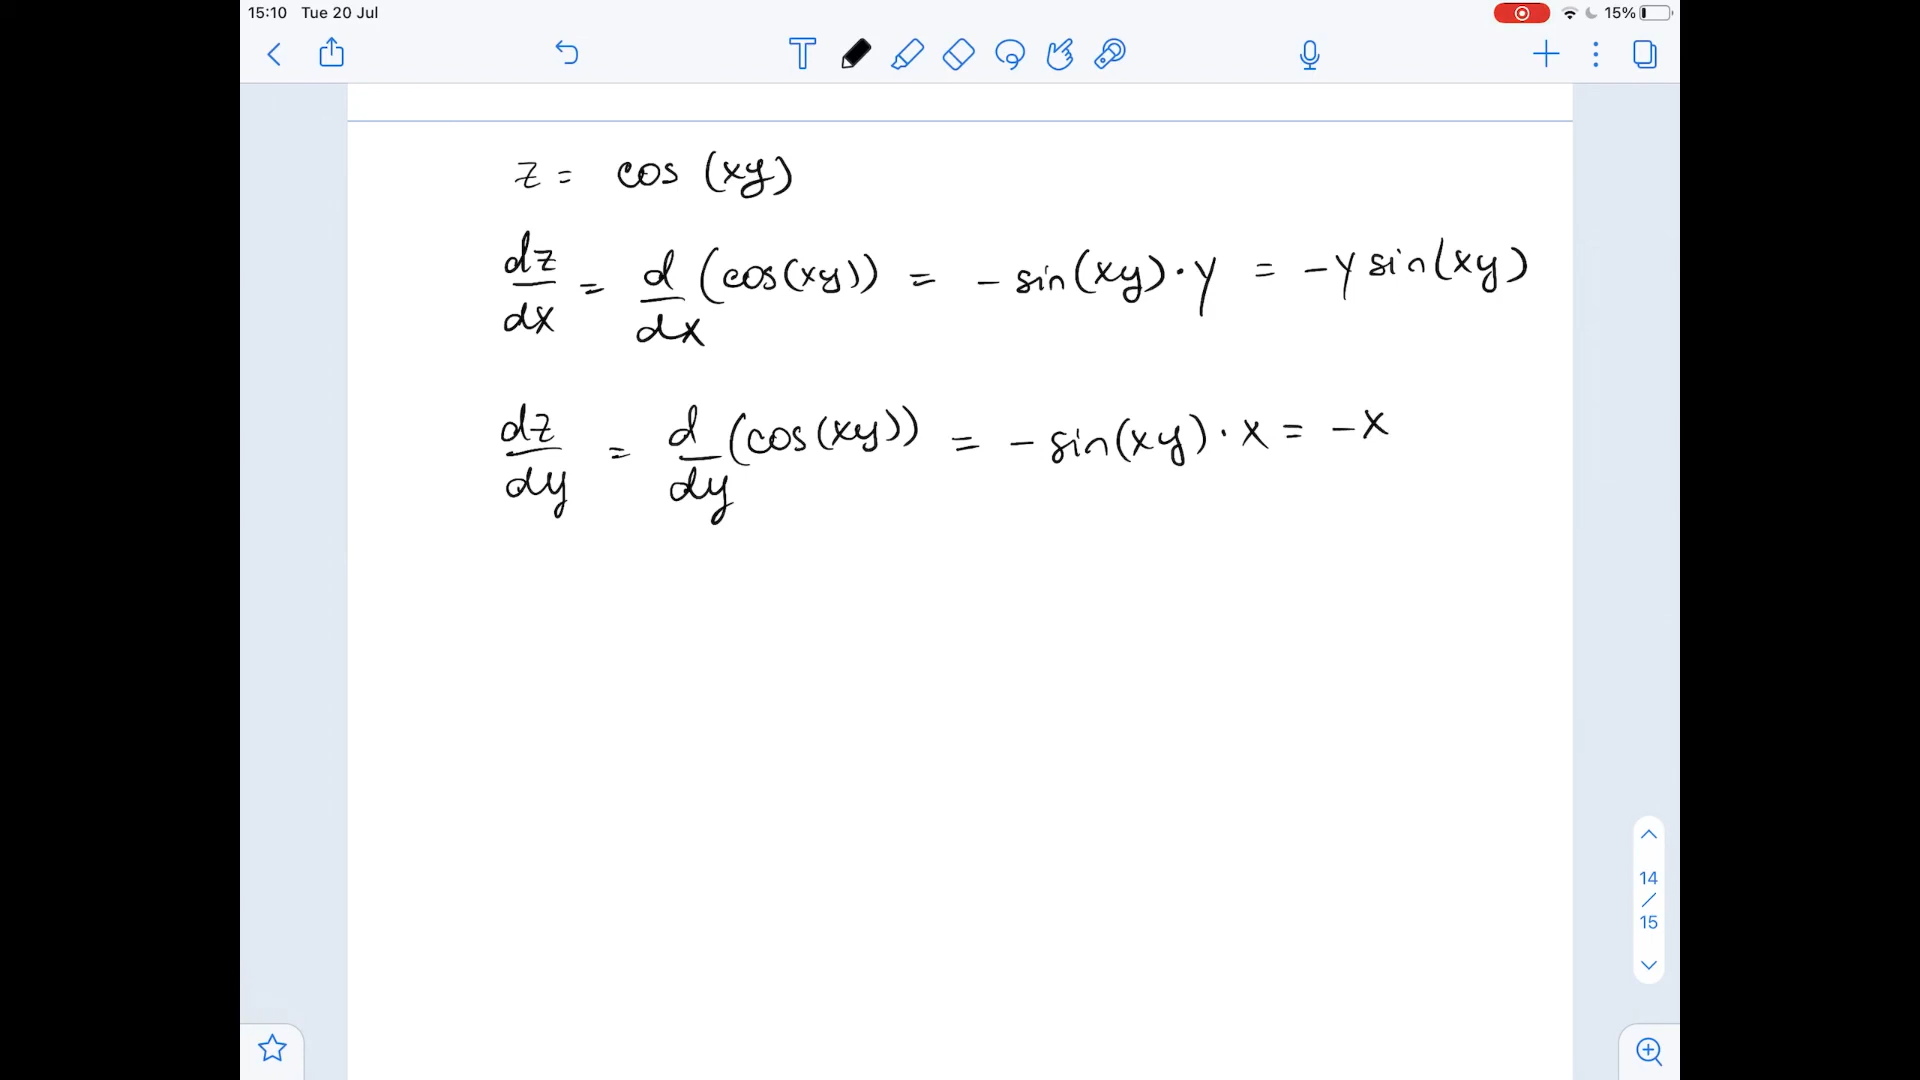 15:10 Tue 20 Jul 15%
z = cos (xy)
dz/dx = d/dx (cos(xy)) = - sin(xy) · y = -y sin(xy)
dz/dy = d/dy (cos(xy)) = - sin(xy) · x = -x
14
/
15